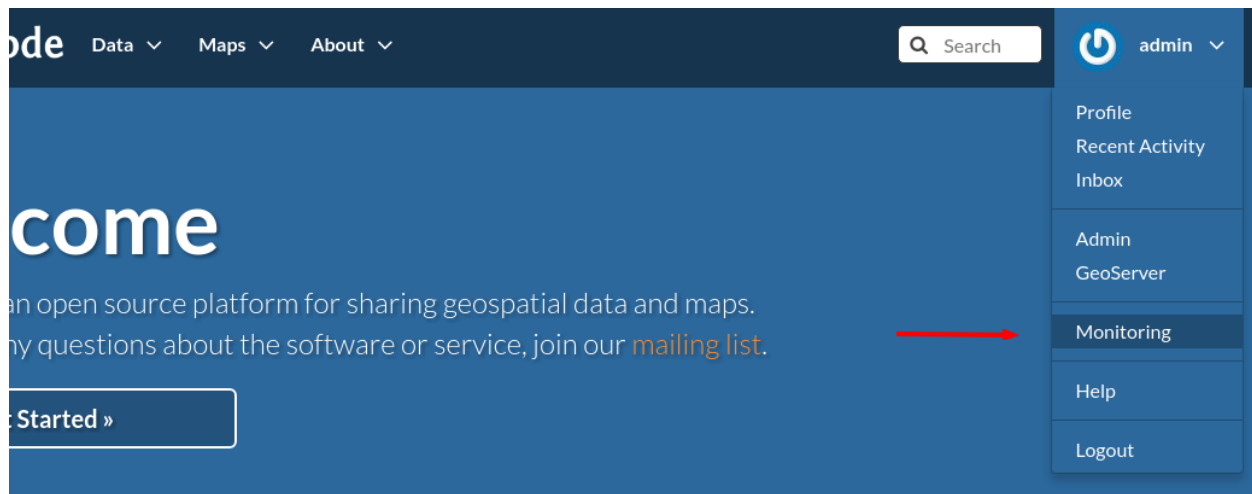 ode Data Maps About Search admin
Profile
Recent Activity
Inbox
come
Admin
GeoServer
an open source platform for sharing geospatial data and maps.
Monitoring
ny questions about the software or service, join our mailing list.
Help
t Started »
Logout